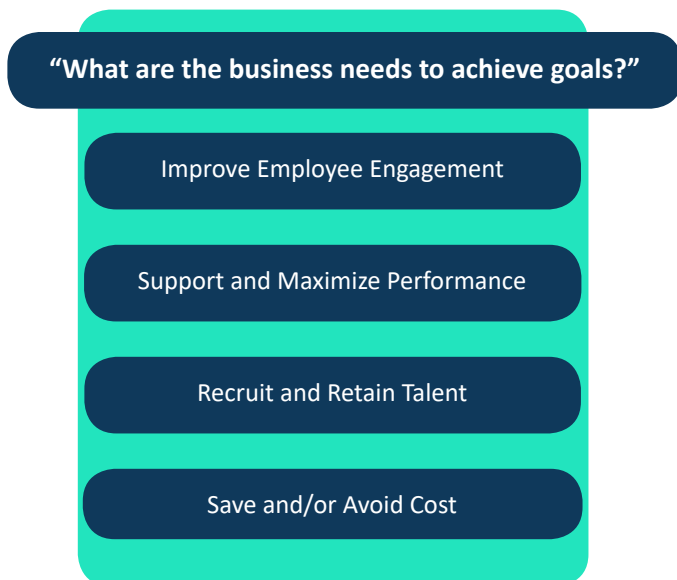 “What are the business needs to achieve goals?”
Improve Employee Engagement
Support and Maximize Performance
Recruit and Retain Talent
Save and/or Avoid Cost